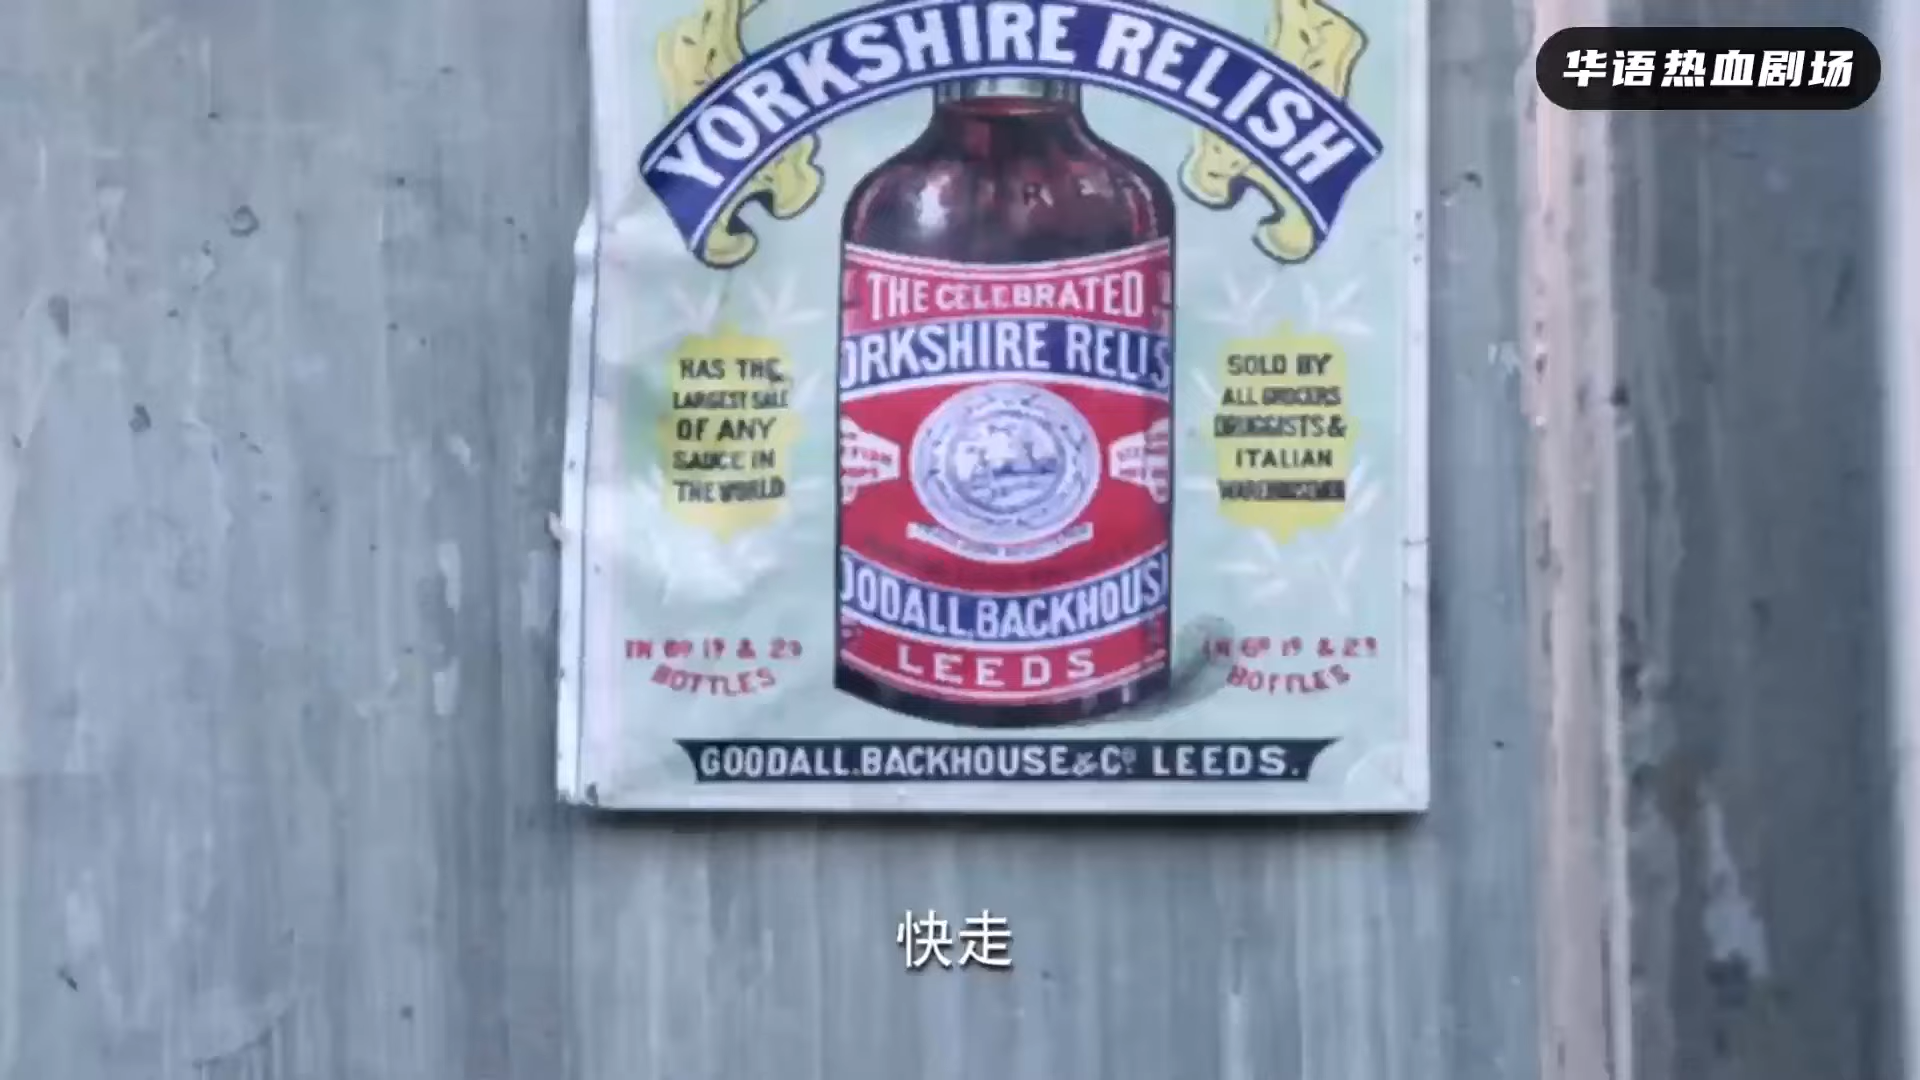 华语热血剧场
YORKSHIRE RELISH
THE CELEBRATED
ORKSHIRE RELIS
HAS THE
LARGEST SALE
OF ANY
SAUCE IN
THE WORLD
SOLD BY
ALL GROCERS
DRUGGISTS &
ITALIAN
OODALL.BACKHOUS
LEEDS
BOTTLES
BOTTLES
GOODALL.BACKHOUSE & Co LEEDS.
快走